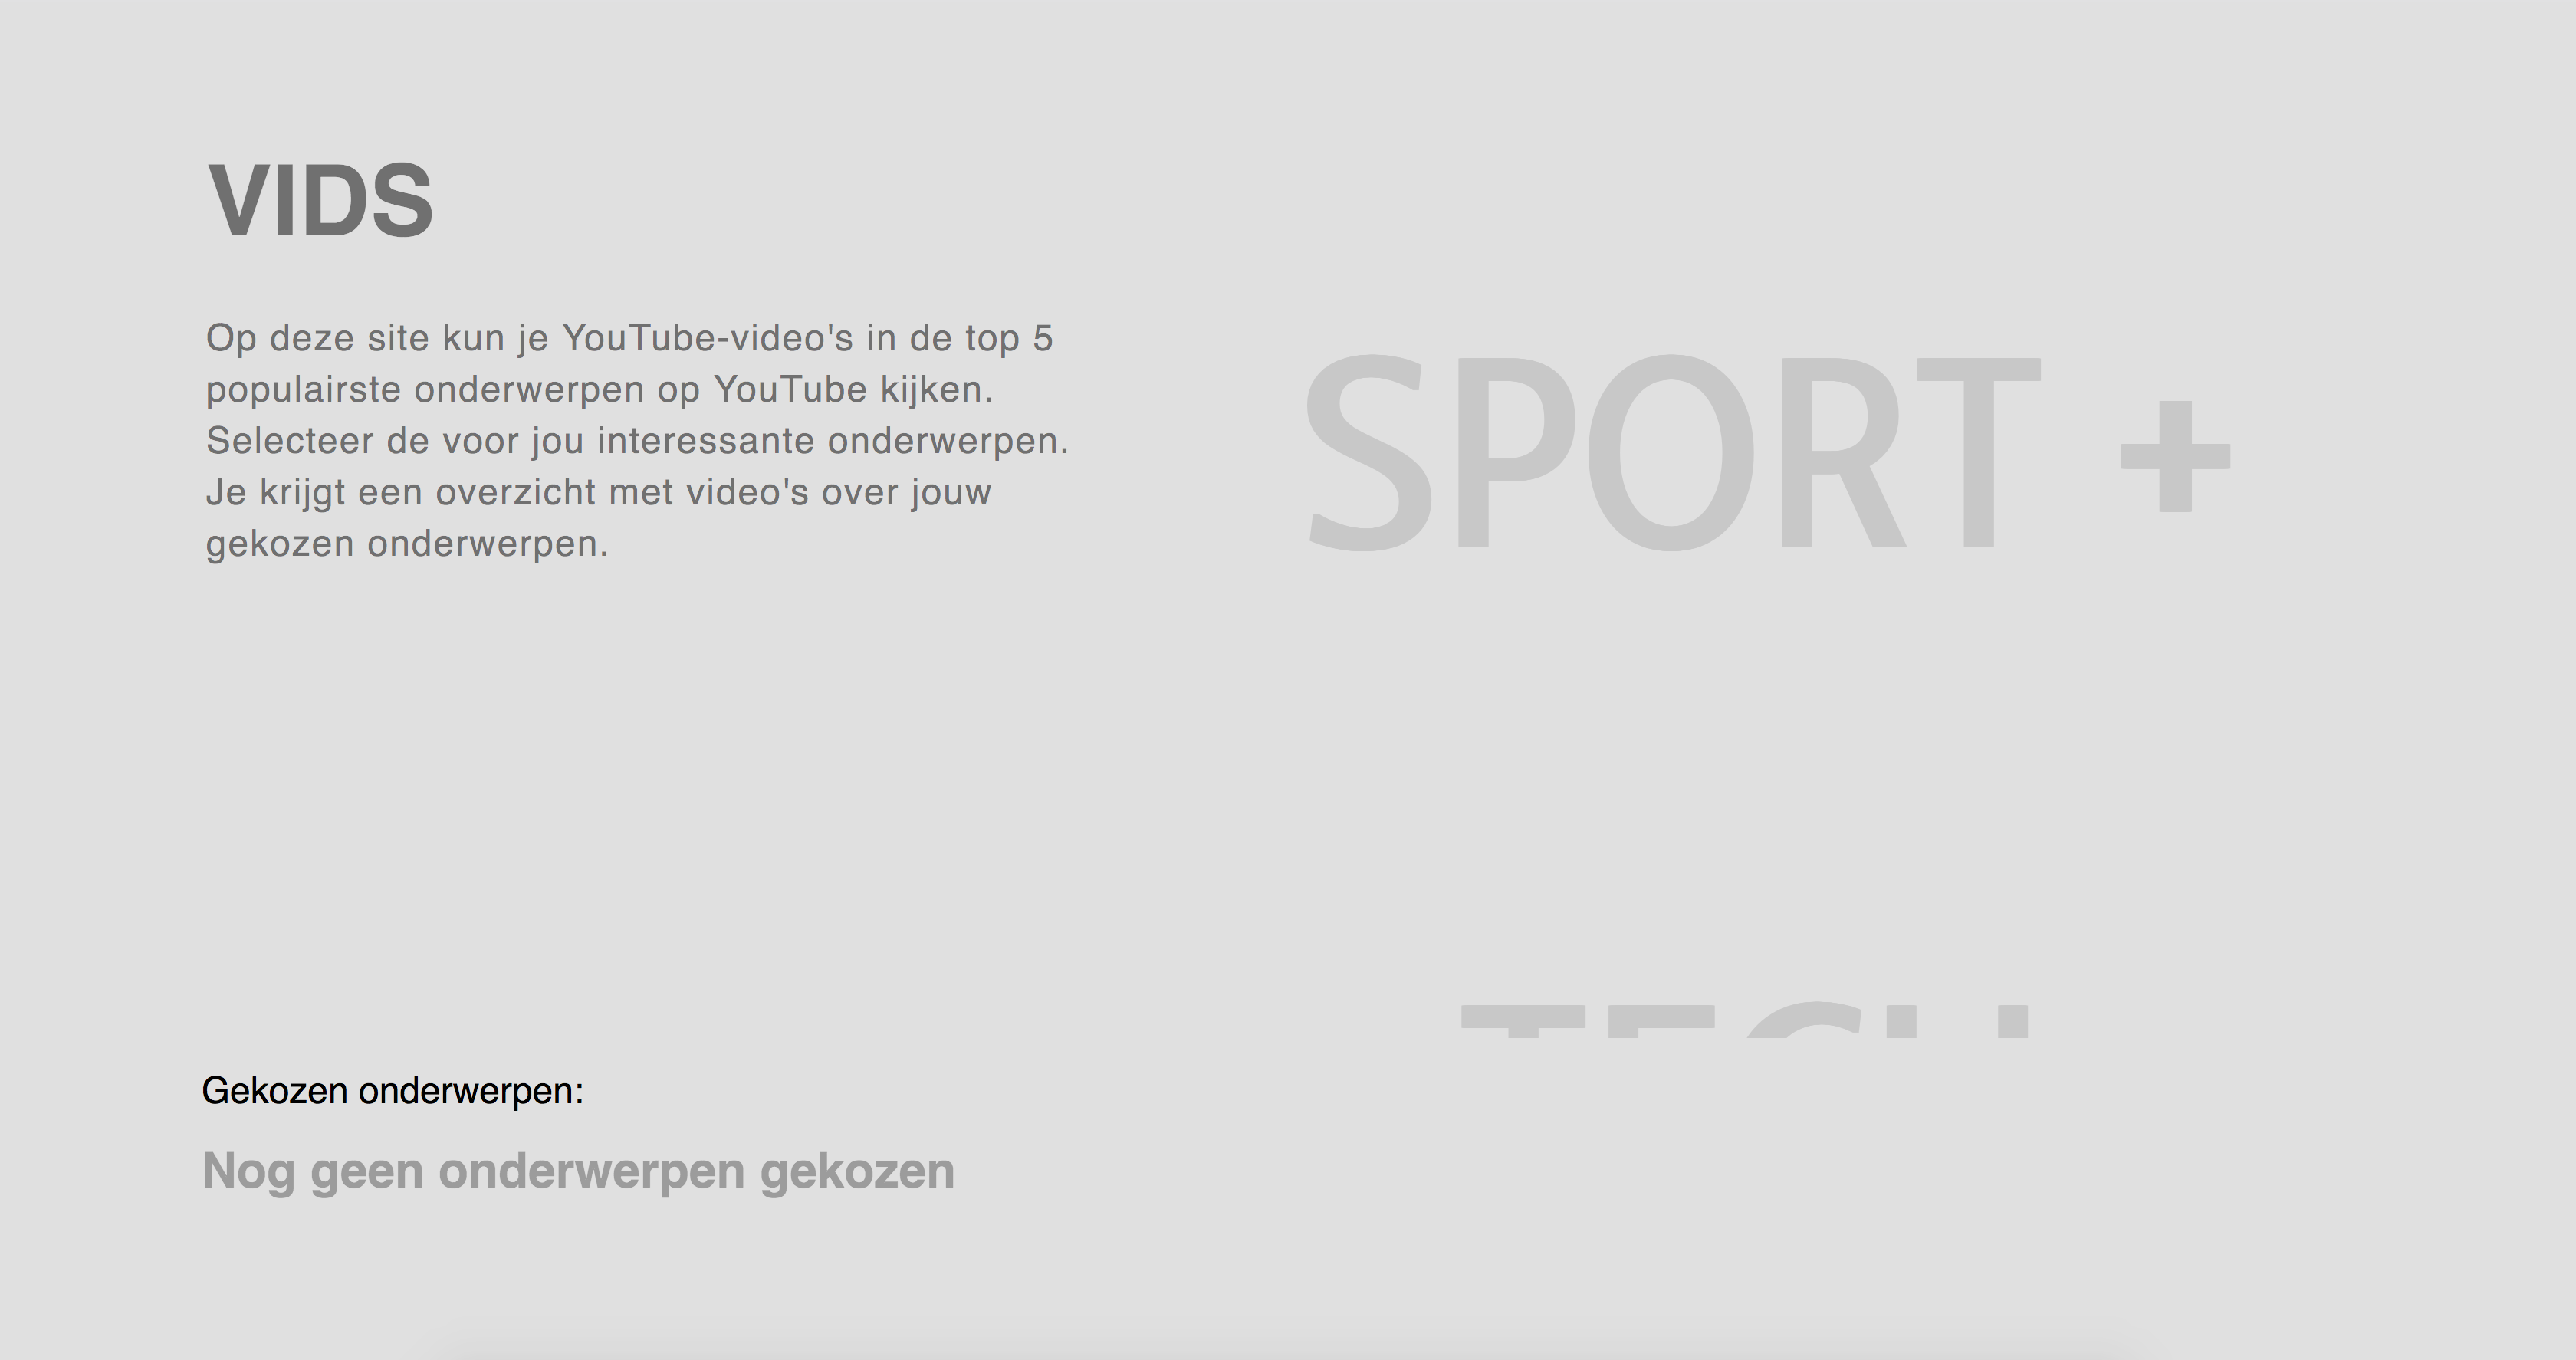 VIDS
Op deze site kun je YouTube-video's in de top 5
populairste onderwerpen op YouTube kijken.
Selecteer de voor jou interessante onderwerpen.
Je krijgt een overzicht met video's over jouw
gekozen onderwerpen.
SPORT +
Gekozen onderwerpen:
Nog geen onderwerpen gekozen